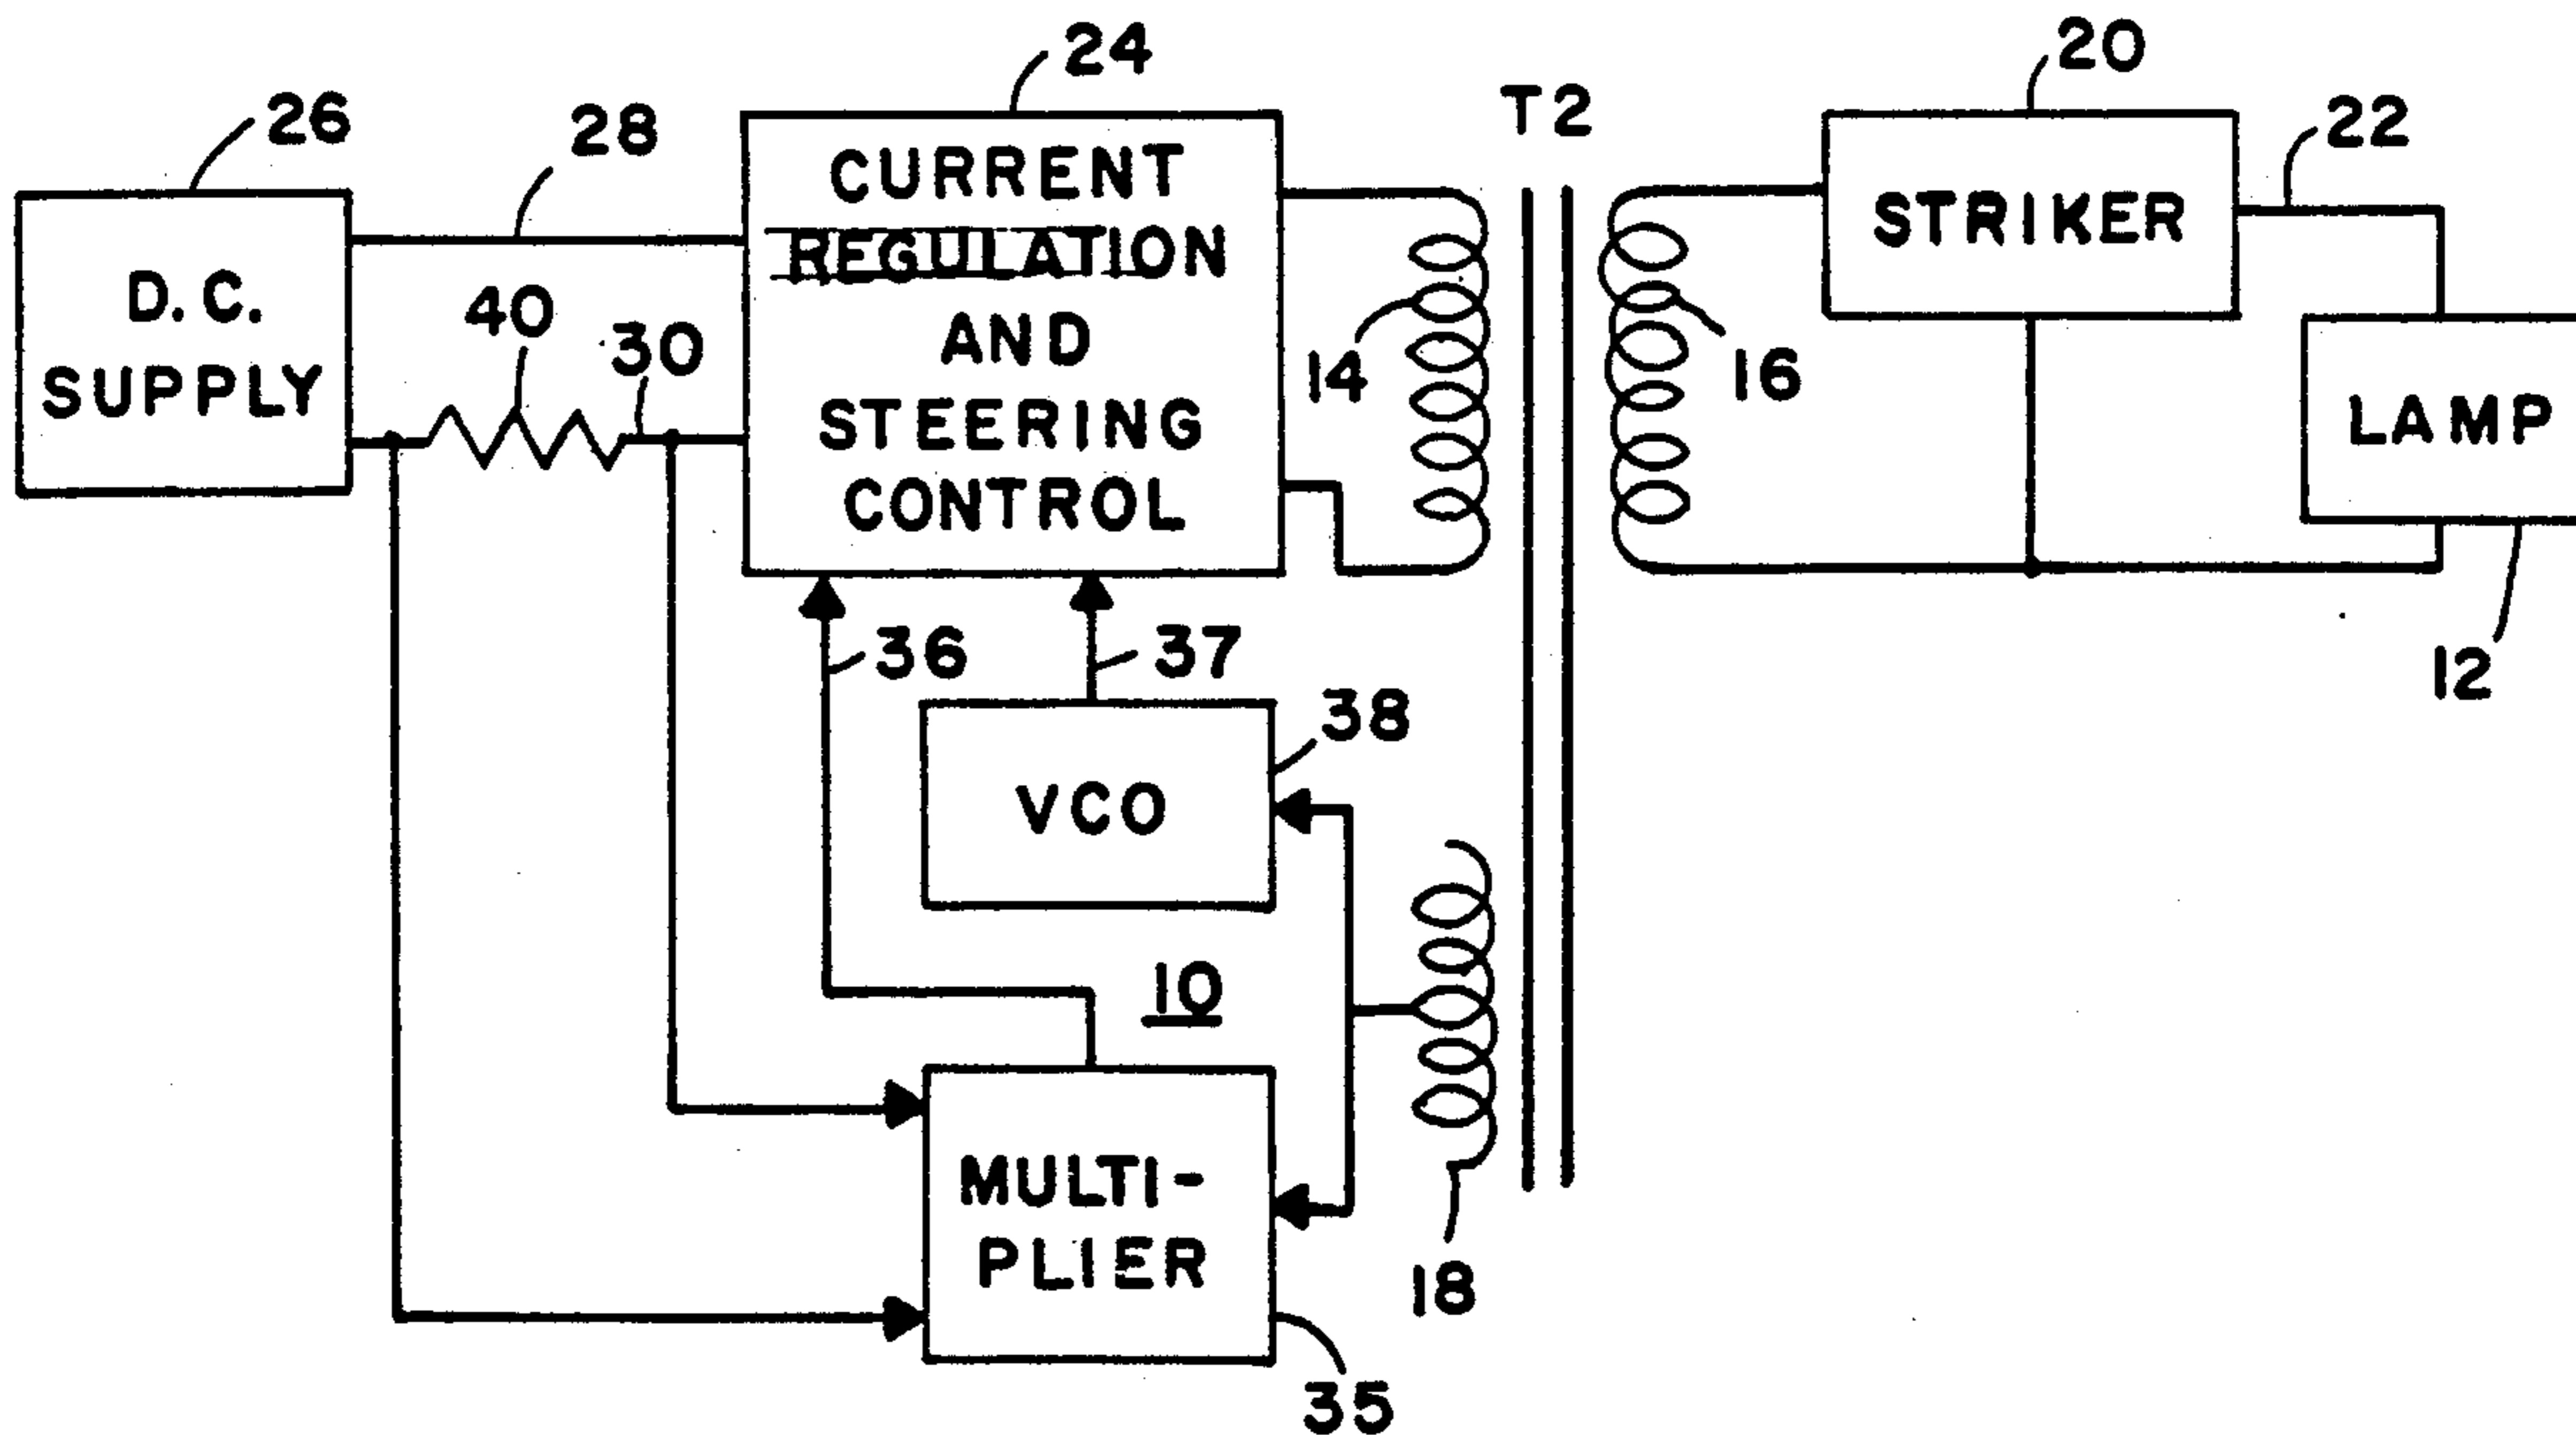 24
20
T2
26
28
22
CURRENT
REGULATION
AND
STEERING
CONTROL
D.C.
SUPPLY
40
30
14
16
STRIKER
LAMP
36
37
38
12
VCO
10
MULTI-
PLIER
18
35